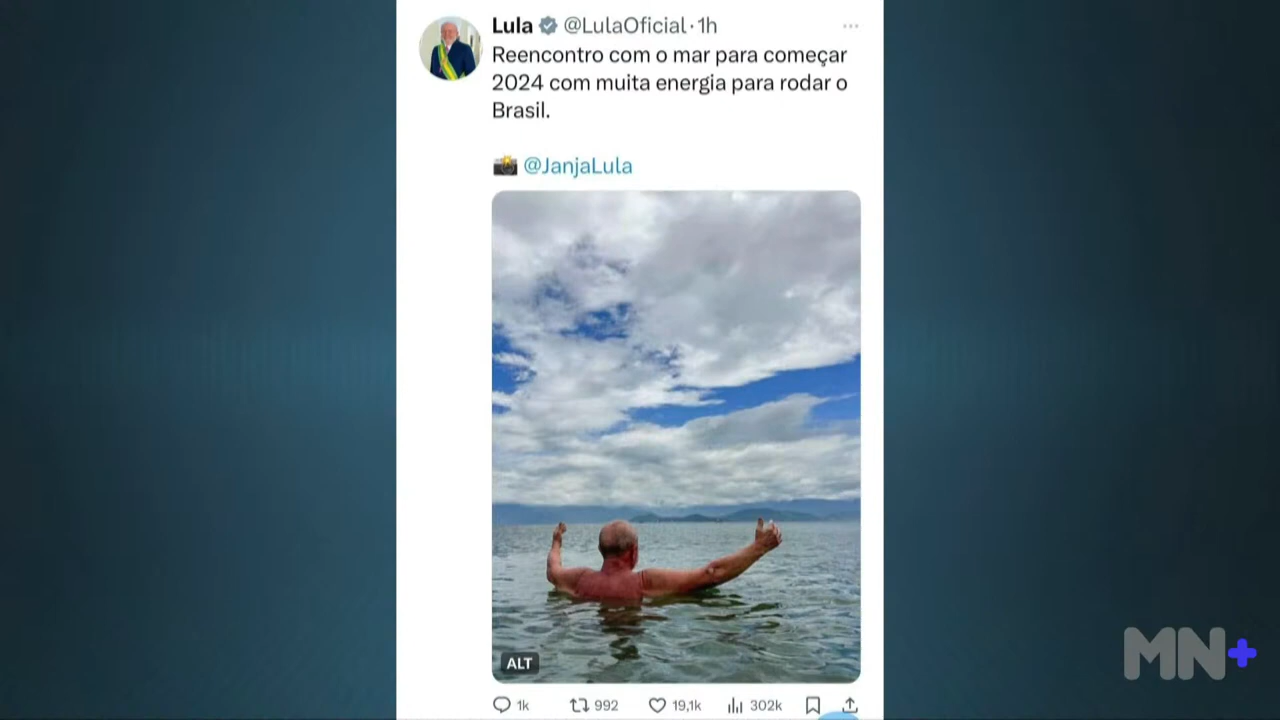 Lula @LulaOficial·1h
Reencontro com o mar para começar
2024 com muita energia para rodar o
Brasil.
@JanjaLula
ALT
1k 992 19,1k 302k
MN+